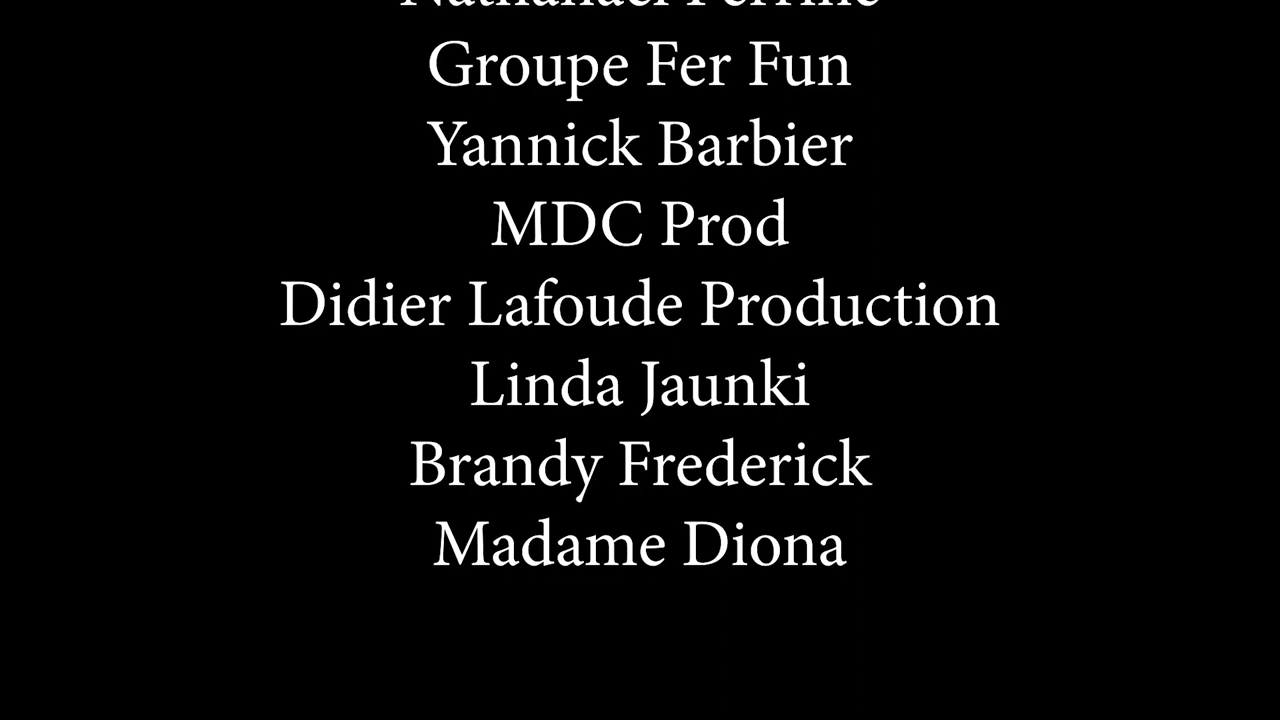 Groupe Fer Fun
Yannick Barbier
MDC Prod
Didier Lafoude Production
Linda Jaunki
Brandy Frederick
Madame Diona